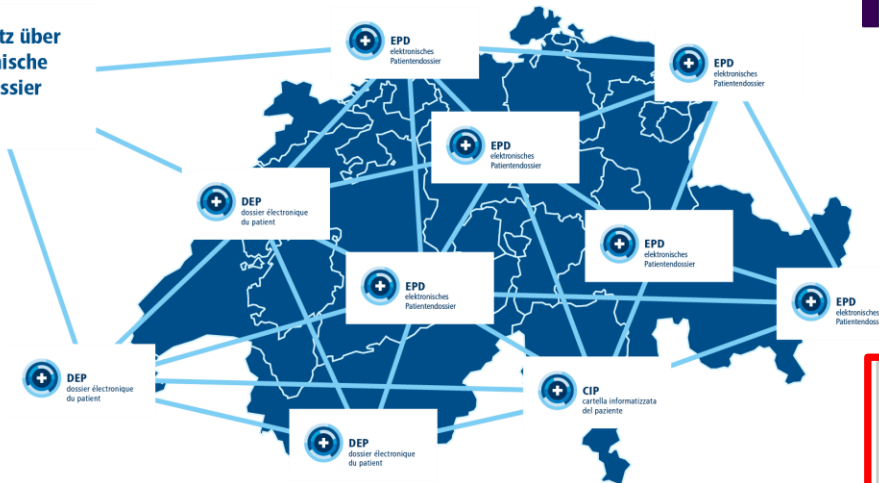 tz über
nische
ssier
EPD
elektronisches
Patientendossier
EPD
elektronisches
Patientendossier
EPD
elektronisches
Patientendossier
DEP
dossier électronique
du patient
EPD
elektronisches
Patientendossier
EPD
elektronisches
Patientendossier
EPD
elektronisches
Patientendoss
DEP
dossier électronique
du patient
CIP
cartella informatizzata
del paziente
DEP
dossier électronique
du patient